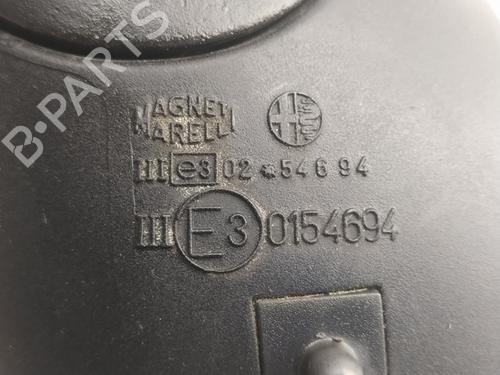 B-PARTS
MAGNETI
MARELLI
III e3 02*54694
III E3 0154694